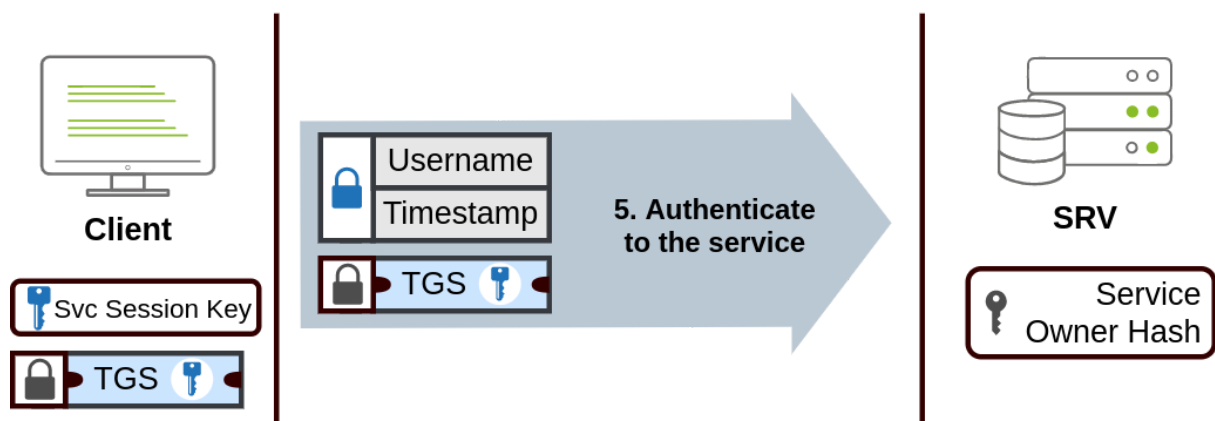 Client
Svc Session Key
TGS
Username
Timestamp
TGS
5. Authenticate
to the service
SRV
Service
Owner Hash